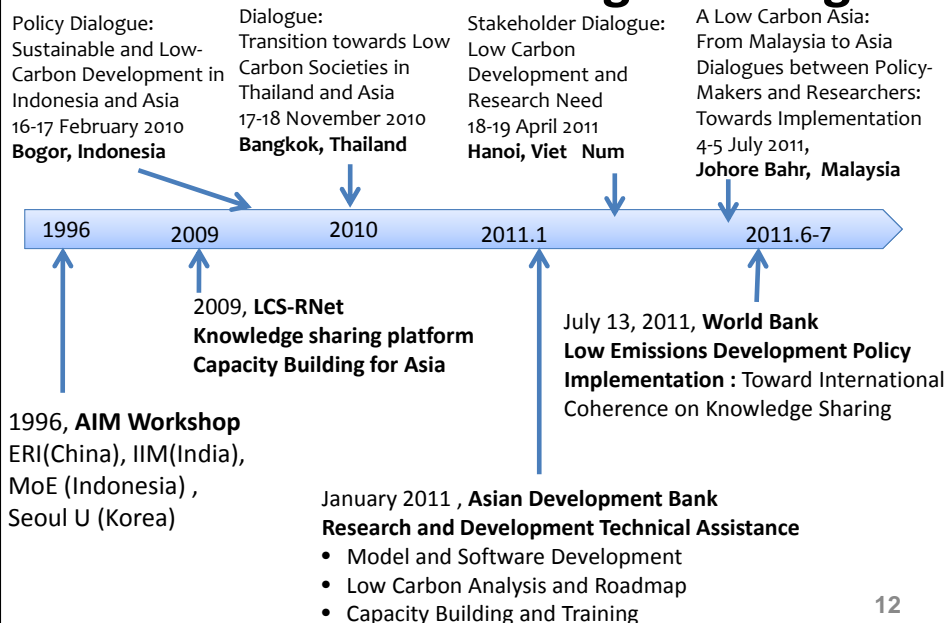 Policy Dialogue:
Sustainable and Low-
Carbon Development in
Indonesia and Asia
16-17 February 2010
Bogor, Indonesia
Dialogue:
Transition towards Low
Carbon Societies in
Thailand and Asia
17-18 November 2010
Bangkok, Thailand
Stakeholder Dialogue:
Low Carbon
Development and
Research Need
18-19 April 2011
Hanoi, Viet Num
A Low Carbon Asia:
From Malaysia to Asia
Dialogues between Policy-
Makers and Researchers:
Towards Implementation
4-5 July 2011,
Johore Bahr, Malaysia
1996
2009
2010
2011.1
2011.6-7
2009, LCS-RNet
Knowledge sharing platform
Capacity Building for Asia
July 13, 2011, World Bank
Low Emissions Development Policy
Implementation : Toward International
Coherence on Knowledge Sharing
1996, AIM Workshop
ERI(China), IIM(India),
MoE (Indonesia) ,
Seoul U (Korea)
January 2011 , Asian Development Bank
Research and Development Technical Assistance
• Model and Software Development
• Low Carbon Analysis and Roadmap
• Capacity Building and Training
12